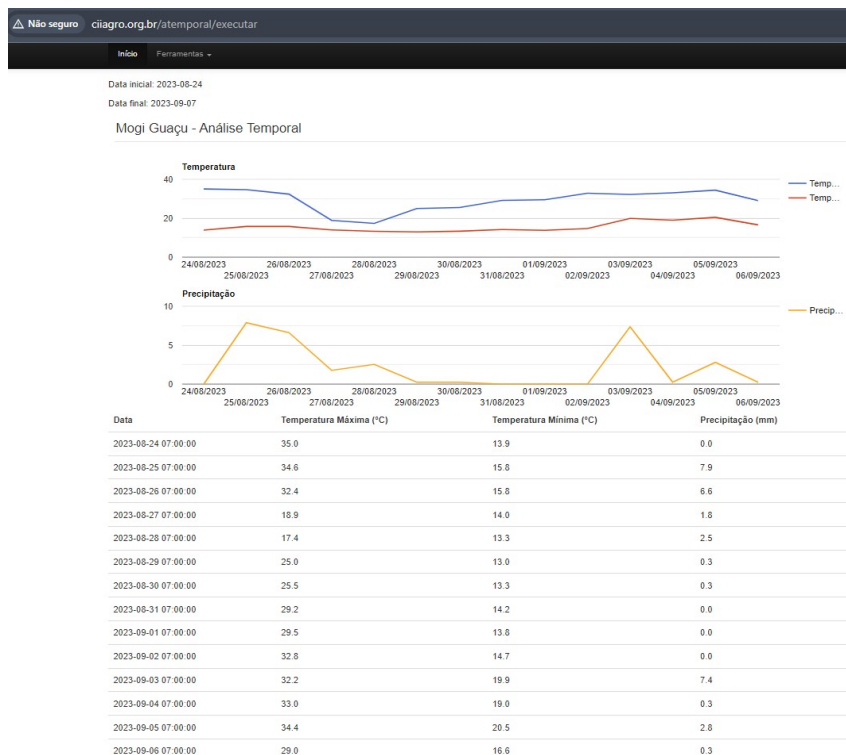 Não seguro ciiagro.org.br/atemporal/executar
Início Ferramentas
Data inicial: 2023-08-24
Data final: 2023-09-07
Mogi Guaçu - Análise Temporal
Temperatura
40
20
0
Temp...
Temp...
24/08/2023 26/08/2023 28/08/2023 30/08/2023 01/09/2023 03/09/2023 05/09/2023
25/08/2023 27/08/2023 29/08/2023 31/08/2023 02/09/2023 04/09/2023 06/09/2023
Precipitação
10
5
0
Precip...
24/08/2023 26/08/2023 28/08/2023 30/08/2023 01/09/2023 03/09/2023 05/09/2023
25/08/2023 27/08/2023 29/08/2023 31/08/2023 02/09/2023 04/09/2023 06/09/2023
Data Temperatura Máxima (ºC) Temperatura Mínima (ºC) Precipitação (mm)
2023-08-24 07:00:00 35.0 13.9 0.0
2023-08-25 07:00:00 34.6 15.8 7.9
2023-08-26 07:00:00 32.4 15.8 6.6
2023-08-27 07:00:00 18.9 14.0 1.8
2023-08-28 07:00:00 17.4 13.3 2.5
2023-08-29 07:00:00 25.0 13.0 0.3
2023-08-30 07:00:00 25.5 13.3 0.3
2023-08-31 07:00:00 29.2 14.2 0.0
2023-09-01 07:00:00 29.5 13.8 0.0
2023-09-02 07:00:00 32.8 14.7 0.0
2023-09-03 07:00:00 32.2 19.9 7.4
2023-09-04 07:00:00 33.0 19.0 0.3
2023-09-05 07:00:00 34.4 20.5 2.8
2023-09-06 07:00:00 29.0 16.6 0.3